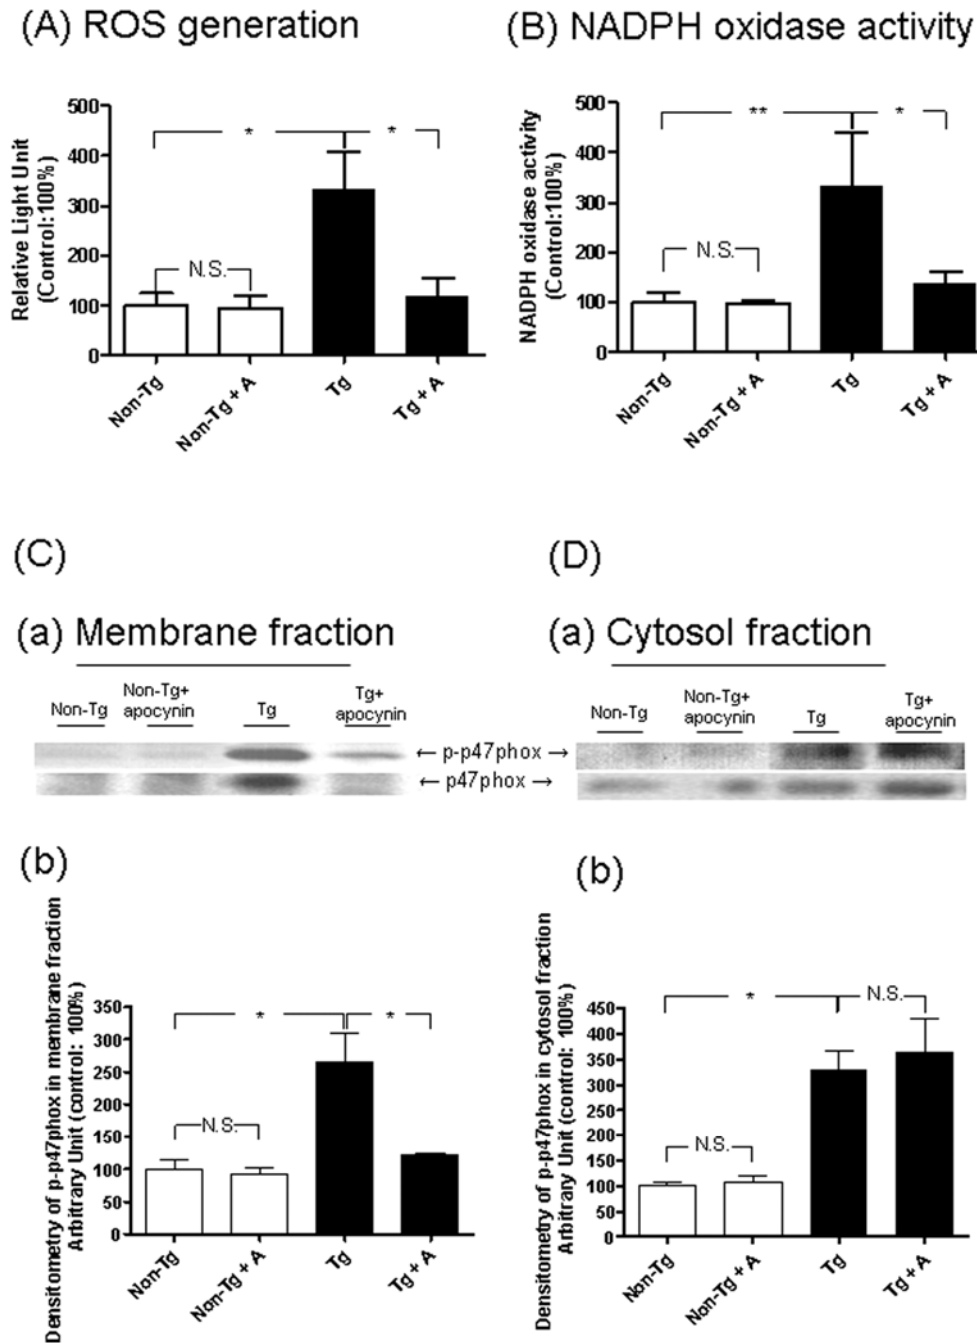 (A) ROS generation
(B) NADPH oxidase activity
Relative Light Unit
(Control:100%)
500
400
300
200
100
0
*
*
N.S.
Non-Tg
Non-Tg + A
Tg
Tg + A
NADPH oxidase activity
(Control:100%)
500
400
300
200
100
0
**
*
N.S.
Non-Tg
Non-Tg + A
Tg
Tg + A
(C)
(D)
(a) Membrane fraction
(a) Cytosol fraction
Non-Tg
Non-Tg+
apocynin
Tg
Tg+
apocynin
Non-Tg
Non-Tg+
apocynin
Tg
Tg+
apocynin
← p-p47phox →
← p47phox →
(b)
(b)
Densitometry of p-p47phox in membrane fraction
Arbitrary Unit (control: 100%)
350
300
250
200
150
100
50
0
*
*
N.S.
Non-Tg
Non-Tg + A
Tg
Tg + A
Densitometry of p-p47phox in cytosol fraction
Arbitrary Unit (control: 100%)
450
400
350
300
250
200
150
100
50
0
*
N.S.
N.S.
Non-Tg
Non-Tg + A
Tg
Tg + A